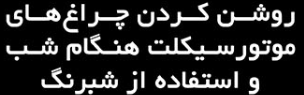 روشن کردن چراغ‌های
موتورسیکلت هنگام شب
و استفاده از شبرنگ